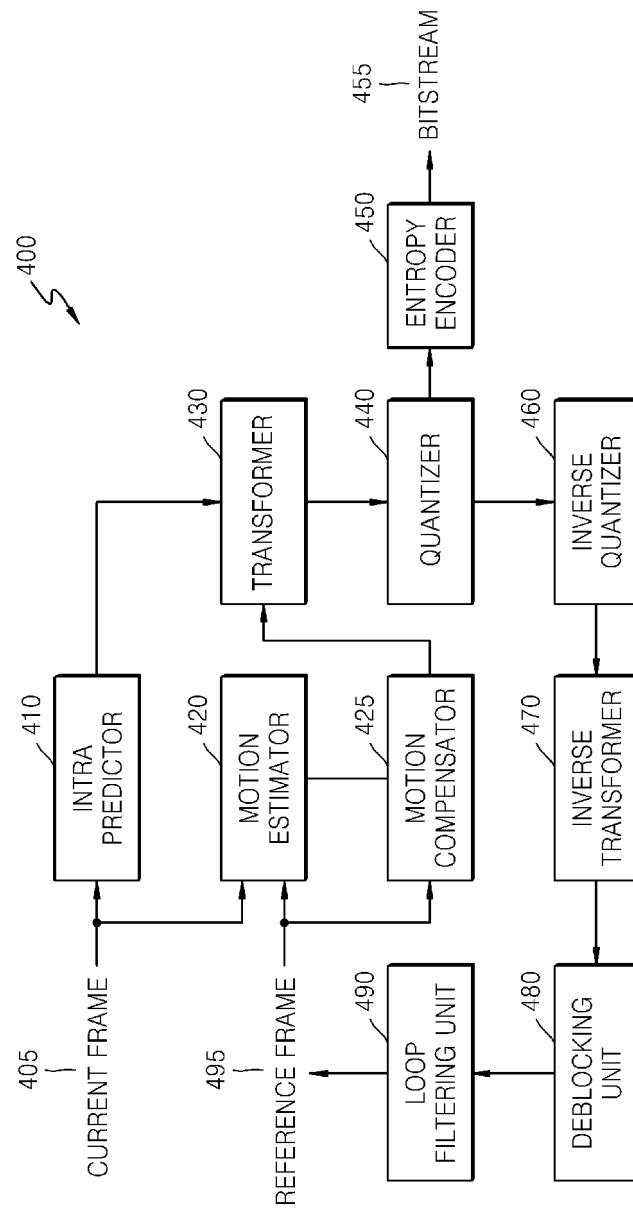 400
405
CURRENT FRAME
495
REFERENCE FRAME
410
INTRA
PREDICTOR
420
MOTION
ESTIMATOR
425
MOTION
COMPENSATOR
430
TRANSFORMER
440
QUANTIZER
450
ENTROPY
ENCODER
455
BITSTREAM
460
INVERSE
QUANTIZER
470
INVERSE
TRANSFORMER
480
DEBLOCKING
UNIT
490
LOOP
FILTERING UNIT